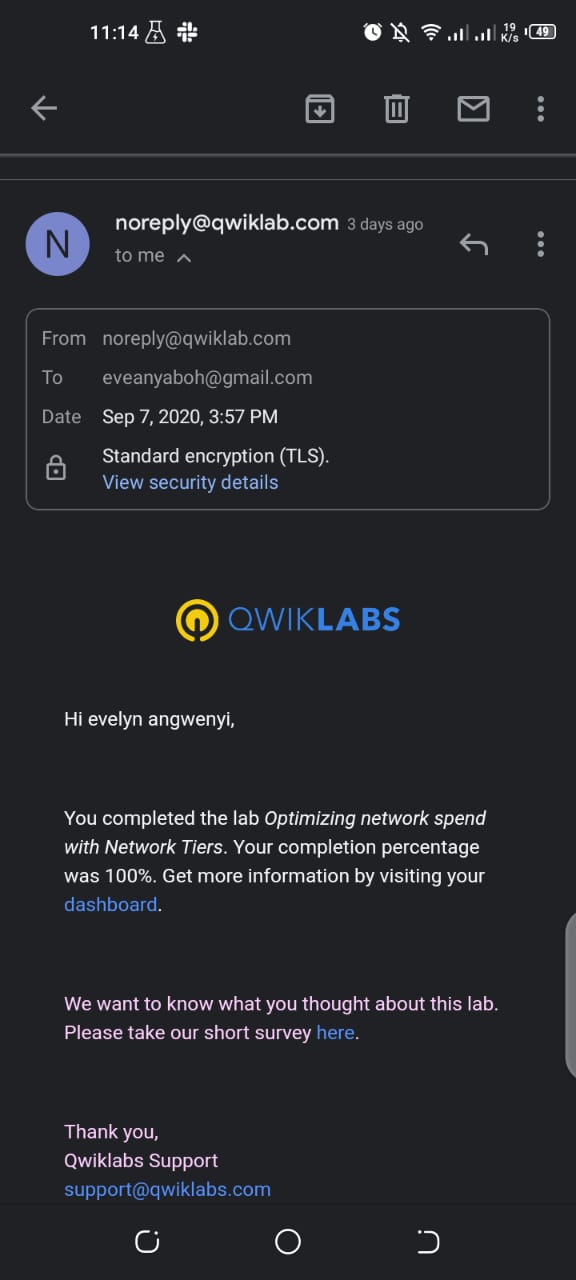 11:14 19 K/s 49
N
noreply@qwiklab.com 3 days ago
to me
From noreply@qwiklab.com
To eveanyaboh@gmail.com
Date Sep 7, 2020, 3:57 PM
Standard encryption (TLS).
View security details
QWIKLABS
Hi evelyn angwenyi,
You completed the lab Optimizing network spend
with Network Tiers. Your completion percentage
was 100%. Get more information by visiting your
dashboard.
We want to know what you thought about this lab.
Please take our short survey here.
Thank you,
Qwiklabs Support
support@qwiklabs.com